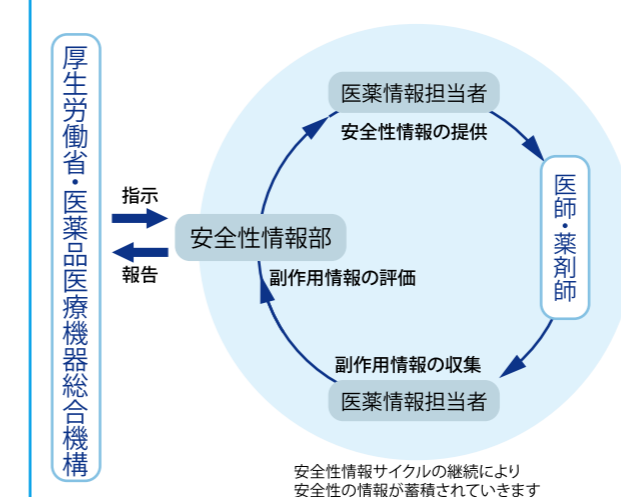 厚生労働省・医薬品医療機器総合機構
指示
報告
安全性情報部
医薬情報担当者
安全性情報の提供
医師・薬剤師
副作用情報の評価
副作用情報の収集
医薬情報担当者
安全性情報サイクルの継続により
安全性の情報が蓄積されていきます